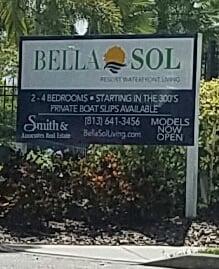 BELLA SOL
RESORT WATERFRONT LIVING
2 - 4 BEDROOMS • STARTING IN THE 300'S
PRIVATE BOAT SLIPS AVAILABLE
Smith &
Associates Real Estate
(813) 641-3456
BellaSolLiving.com
MODELS
NOW
OPEN